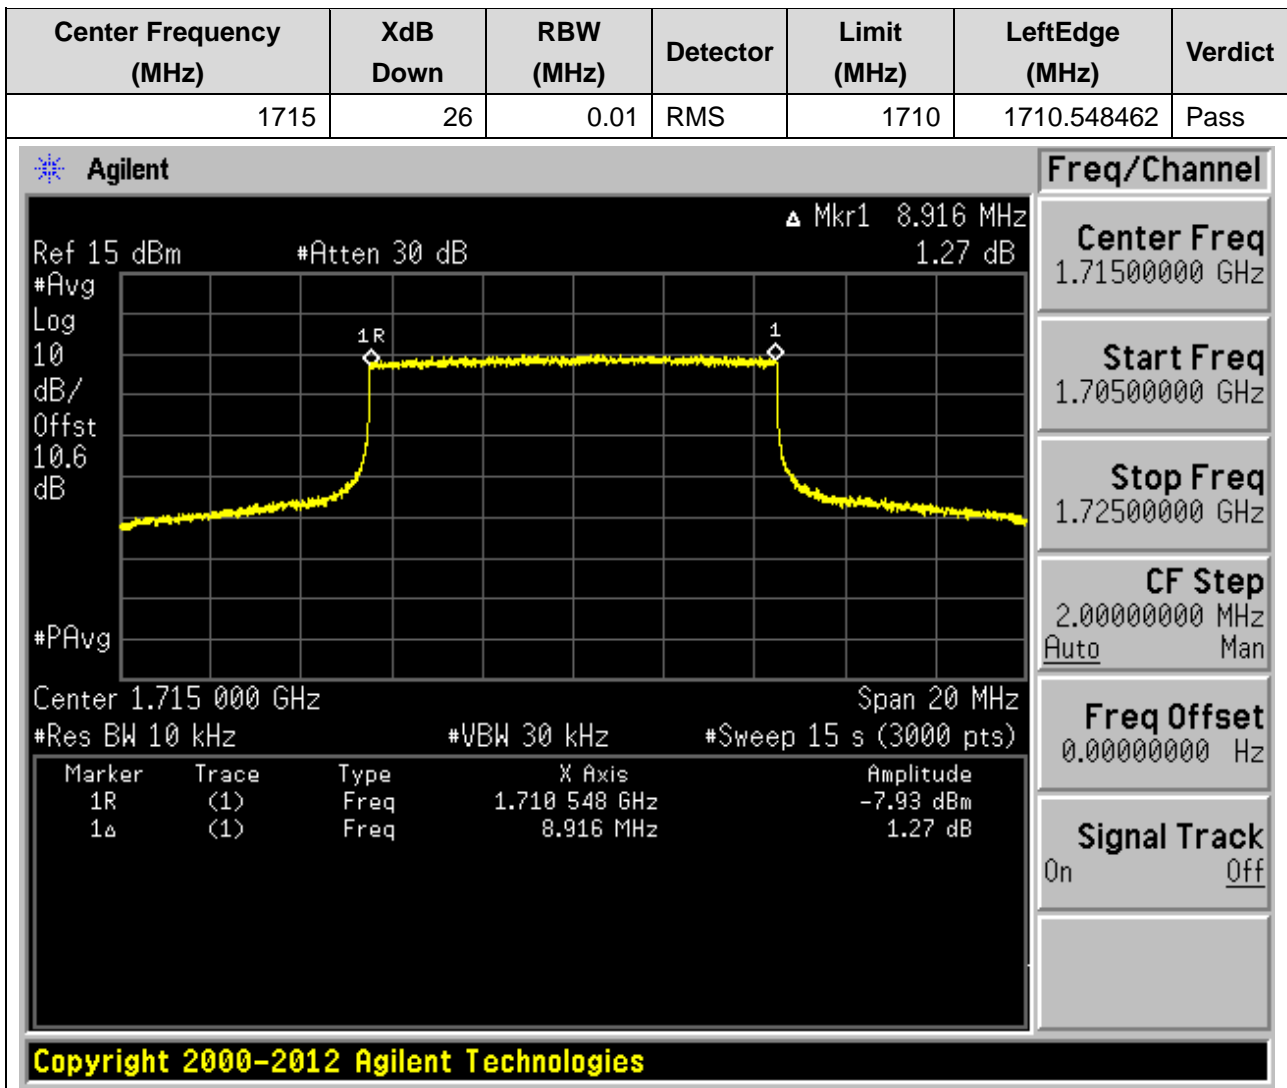 Center Frequency (MHz) XdB Down RBW (MHz) Detector Limit (MHz) LeftEdge (MHz) Verdict
1715 26 0.01 RMS 1710 1710.548462 Pass
Agilent
Freq/Channel
Δ Mkr1 8.916 MHz
Ref 15 dBm #Atten 30 dB 1.27 dB
#Avg
Log
10
dB/
Offst
10.6
dB
1R
1
#PAvg
Center 1.715 000 GHz Span 20 MHz
#Res BW 10 kHz #VBW 30 kHz #Sweep 15 s (3000 pts)
Marker Trace Type X Axis Amplitude
1R (1) Freq 1.710 548 GHz -7.93 dBm
1Δ (1) Freq 8.916 MHz 1.27 dB
Center Freq
1.71500000 GHz
Start Freq
1.70500000 GHz
Stop Freq
1.72500000 GHz
CF Step
2.00000000 MHz
Auto Man
Freq Offset
0.00000000 Hz
Signal Track
On Off
Copyright 2000-2012 Agilent Technologies